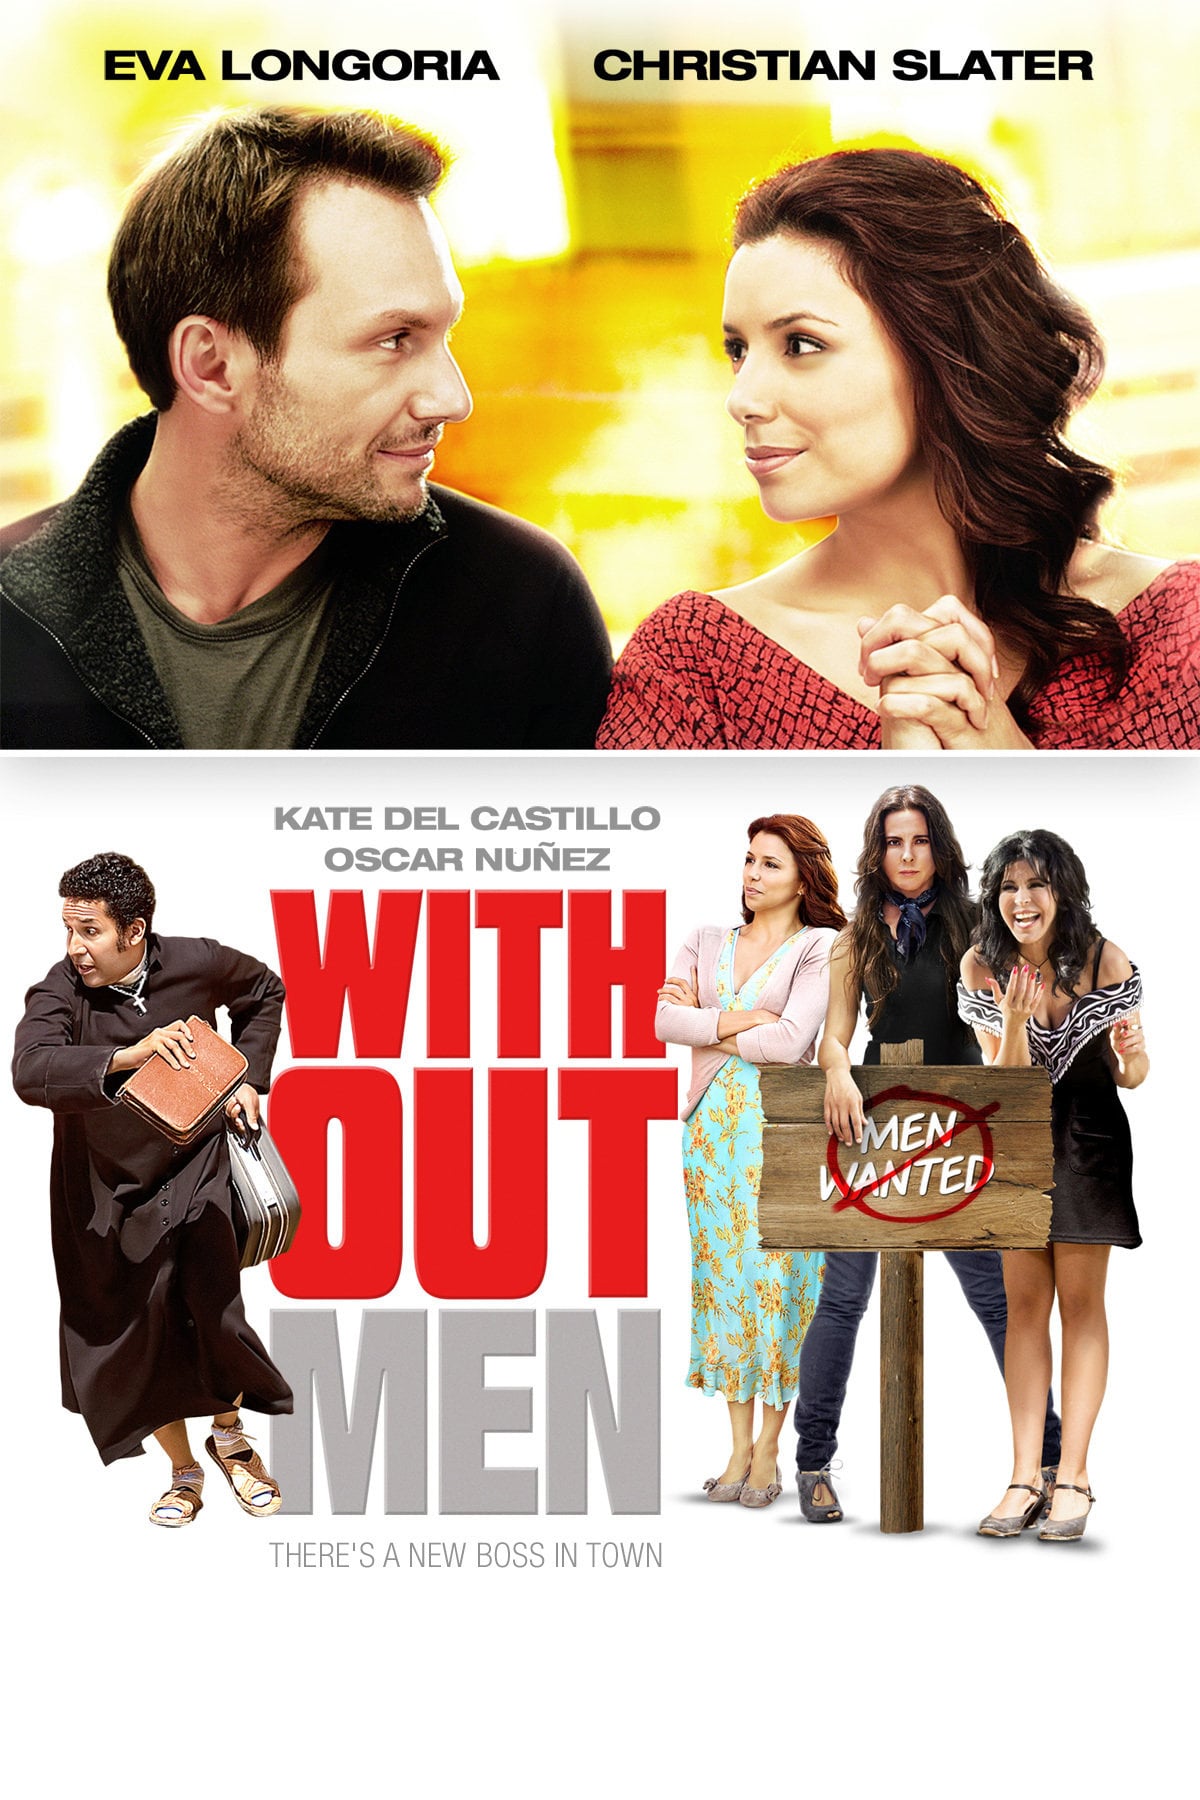 EVA LONGORIA CHRISTIAN SLATER
KATE DEL CASTILLO
OSCAR NUÑEZ
WITH
OUT
MEN
THERE'S A NEW BOSS IN TOWN
MEN
WANTED